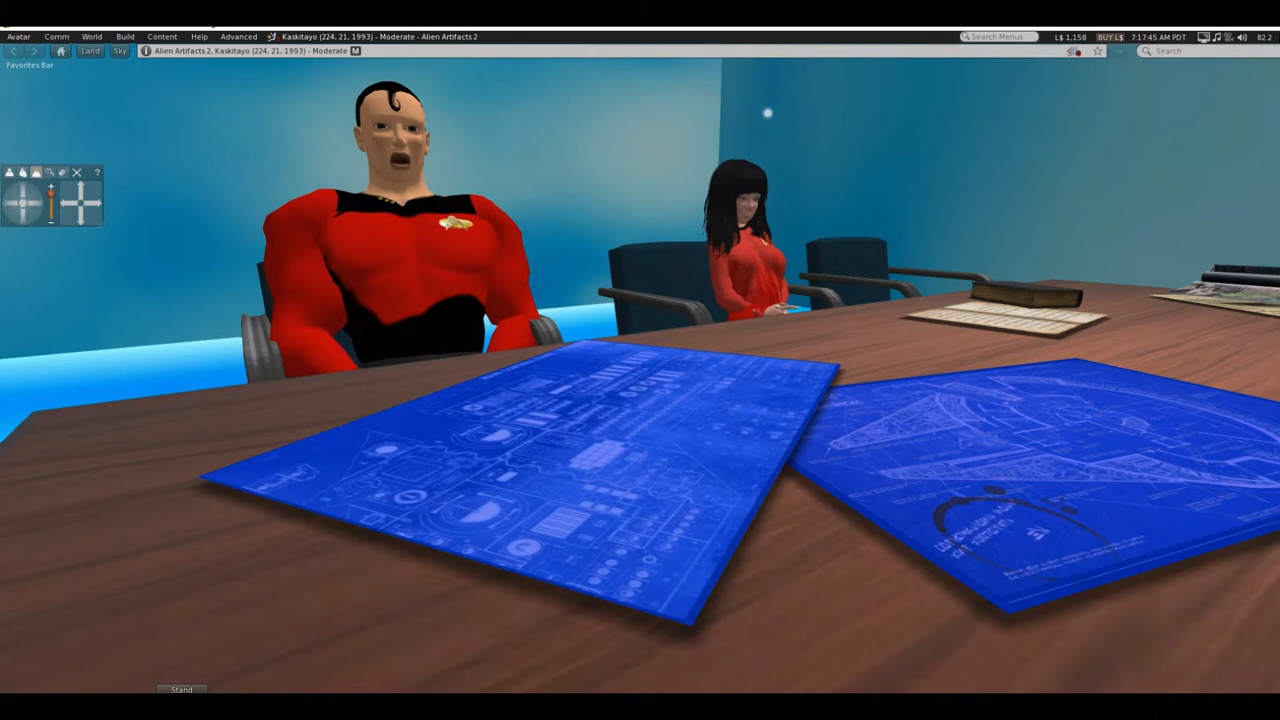 Avatar Comm World Build Content Help Advanced Kaskitayo (224, 21, 1993) - Moderate - Alien Artifacts 2 Search Menus L$ 1,158 BUY L$ 7:17:45 AM PDT 82.2
Land Sky Alien Artifacts 2, Kaskitayo (224, 21, 1993) - Moderate M Search
Favorites Bar
?
Stand